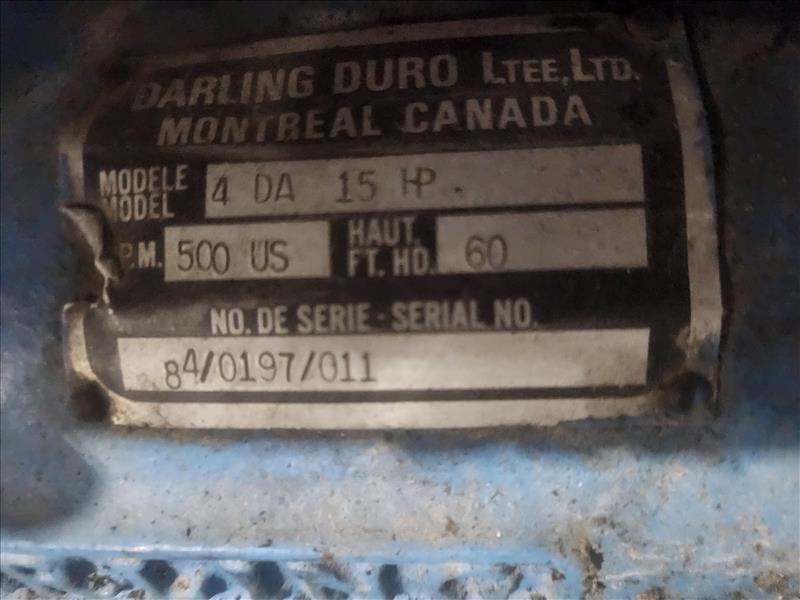 DARLING DURO LTEE, LTD.
MONTREAL CANADA
MODELE
MODEL 4 DA 15 HP.
P.M. 500 US HAUT.
FT. HD. 60
NO. DE SERIE - SERIAL NO.
84/0197/011